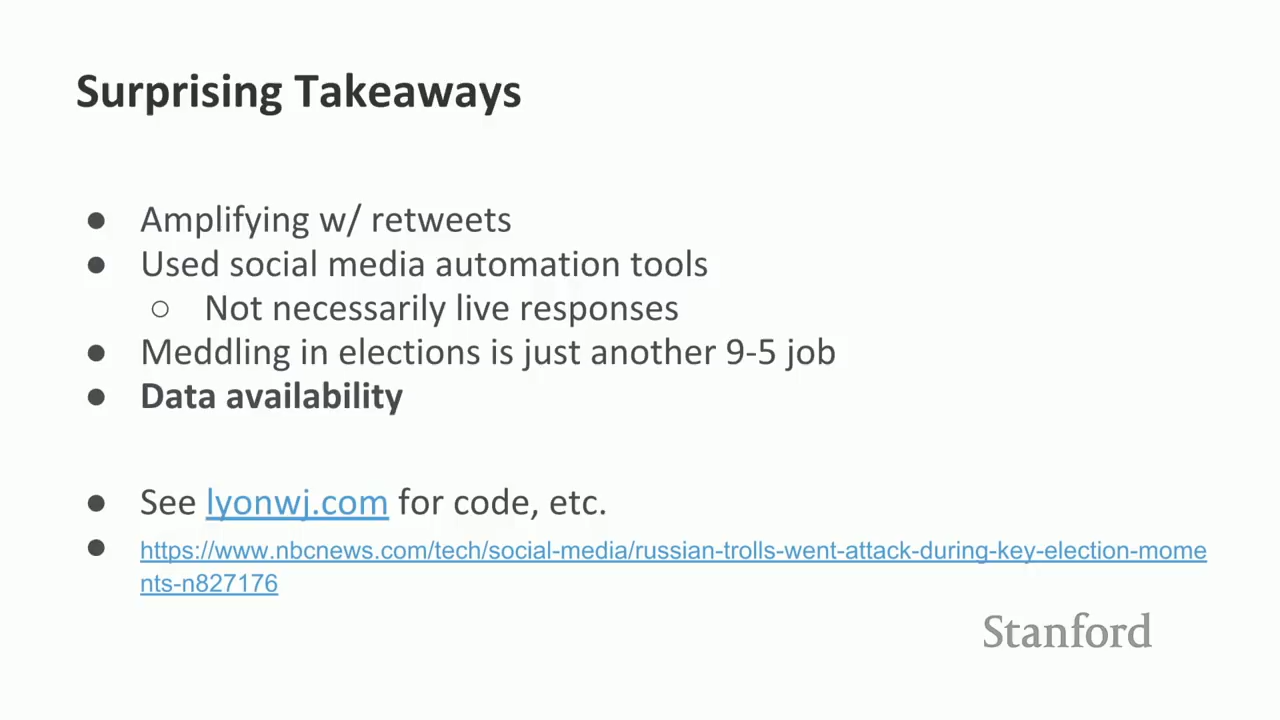 Surprising Takeaways
● Amplifying w/ retweets
● Used social media automation tools
○ Not necessarily live responses
● Meddling in elections is just another 9-5 job
● Data availability
● See lyonwj.com for code, etc.
● https://www.nbcnews.com/tech/social-media/russian-trolls-went-attack-during-key-election-mome
nts-n827176
Stanford